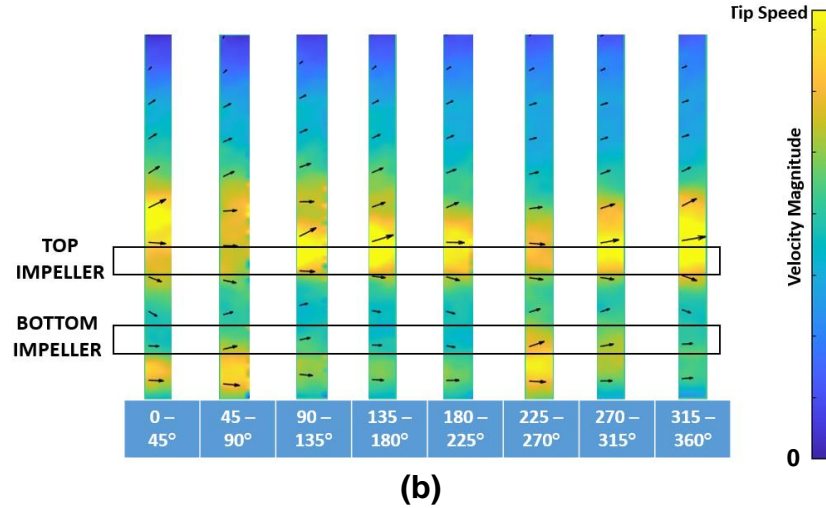 Tip Speed
Velocity Magnitude
0
TOP
IMPELLER
BOTTOM
IMPELLER
0 –
45°
45 –
90°
90 –
135°
135 –
180°
180 –
225°
225 –
270°
270 –
315°
315 –
360°
(b)